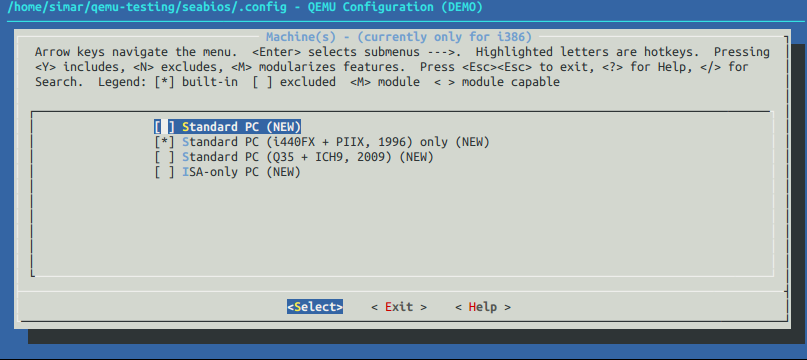 /home/simar/qemu-testing/seabios/.config - QEMU Configuration (DEMO)
Machine(s) - (currently only for i386)
Arrow keys navigate the menu.  <Enter> selects submenus --->.  Highlighted letters are hotkeys.  Pressing
<Y> includes, <N> excludes, <M> modularizes features.  Press <Esc><Esc> to exit, <?> for Help, </> for
Search.  Legend: [*] built-in  [ ] excluded  <M> module  < > module capable
[ ] Standard PC (NEW)
[*] Standard PC (i440FX + PIIX, 1996) only (NEW)
[ ] Standard PC (Q35 + ICH9, 2009) (NEW)
[ ] ISA-only PC (NEW)
<Select>    < Exit >    < Help >